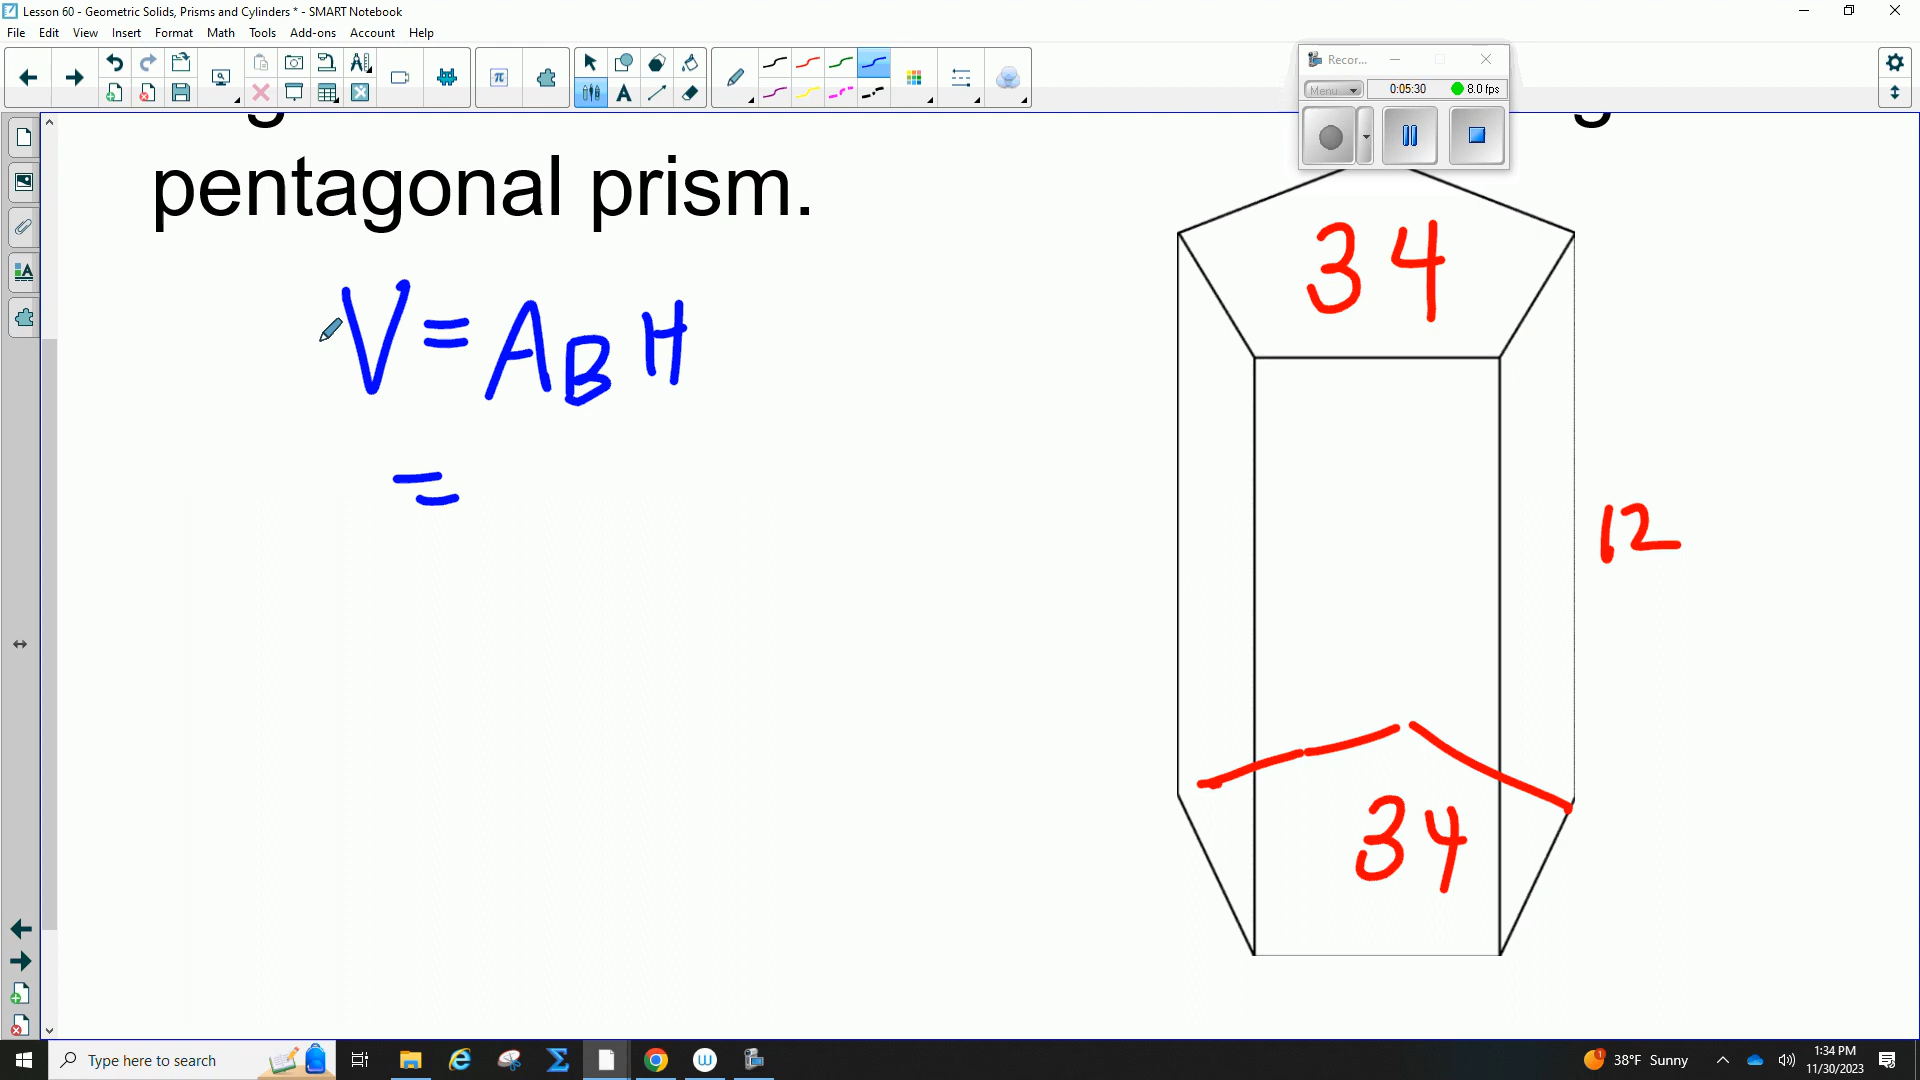 Lesson 60 - Geometric Solids, Prisms and Cylinders * - SMART Notebook
File Edit View Insert Format Math Tools Add-ons Account Help
Recor...
Menu 0:05:30 8.0 fps
pentagonal prism.
34
V = A_B H
=
12
34
Type here to search
38°F Sunny
1:34 PM
11/30/2023